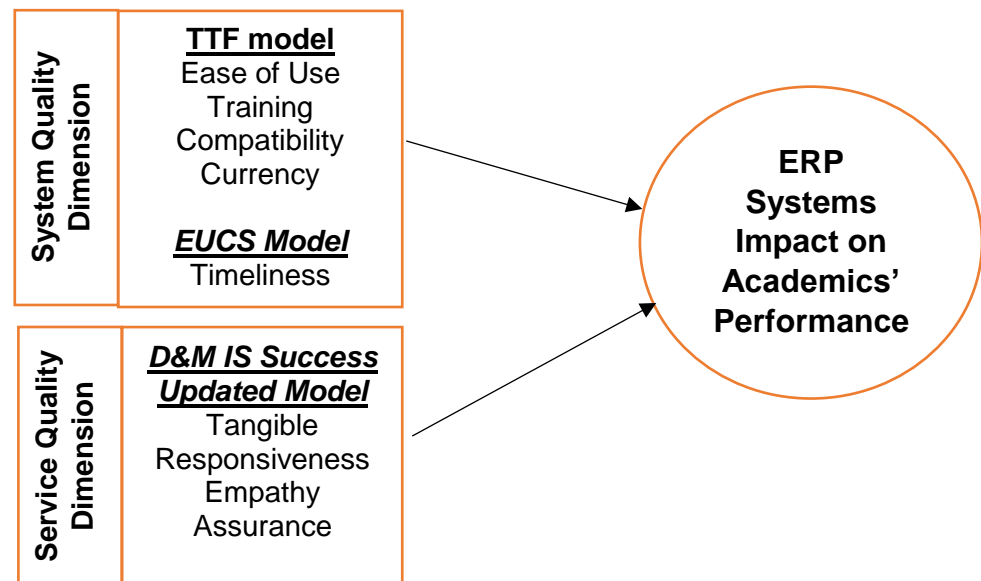 System Quality
Dimension
TTF model
Ease of Use
Training
Compatibility
Currency
EUCS Model
Timeliness
Service Quality
Dimension
D&M IS Success
Updated Model
Tangible
Responsiveness
Empathy
Assurance
ERP
Systems
Impact on
Academics’
Performance